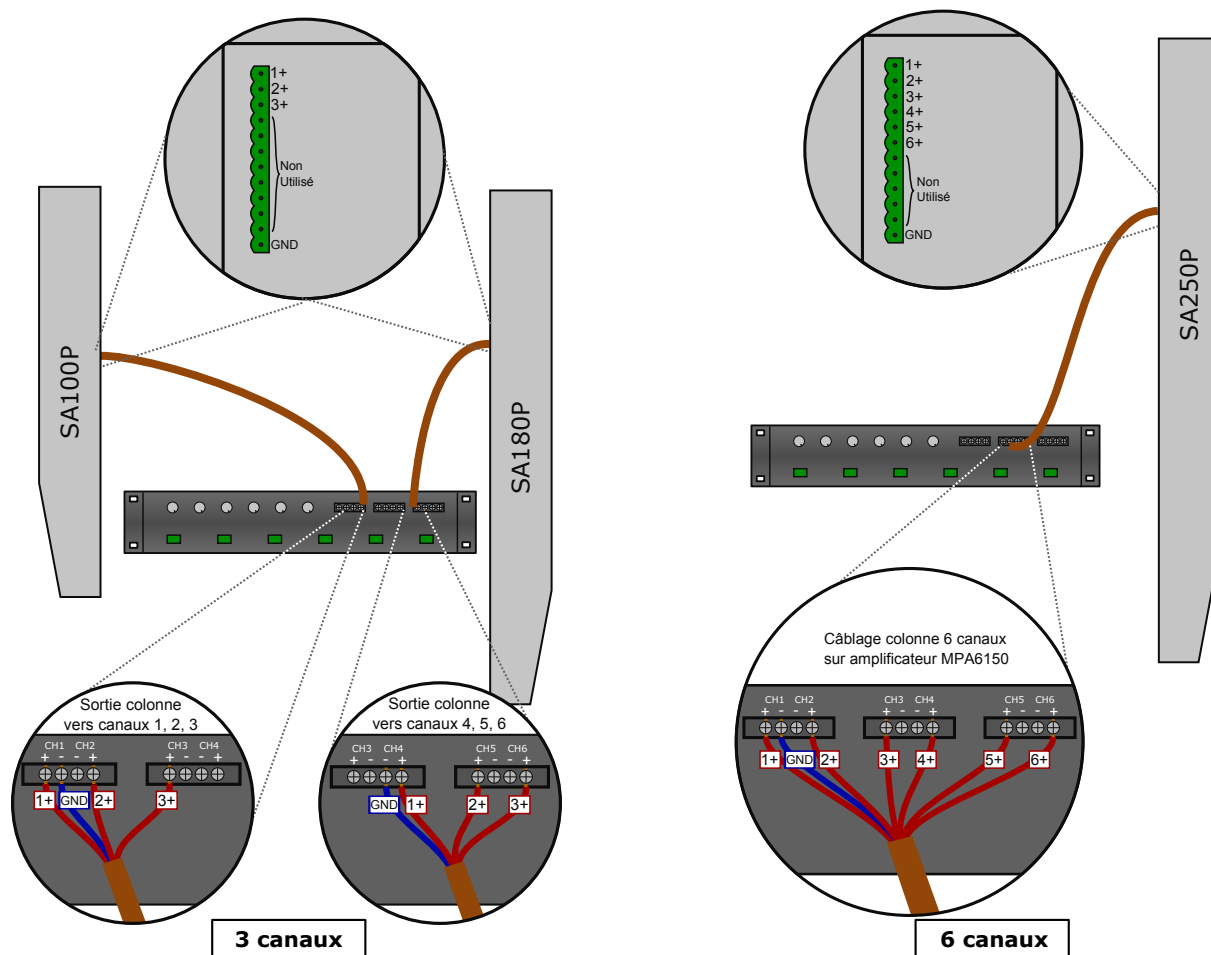 1+
2+
3+
Non
Utilisé
GND
SA100P
SA180P
Sortie colonne
vers canaux 1, 2, 3
CH1 CH2 CH3 CH4
+ - - + + - - +
1+ GND 2+ 3+
Sortie colonne
vers canaux 4, 5, 6
CH3 CH4 CH5 CH6
+ - - + + - - +
GND 1+ 2+ 3+
3 canaux
1+
2+
3+
4+
5+
6+
Non
Utilisé
GND
SA250P
Câblage colonne 6 canaux
sur amplificateur MPA6150
CH1 CH2 CH3 CH4 CH5 CH6
+ - - + + - - + + - - +
1+ GND 2+ 3+ 4+ 5+ 6+
6 canaux